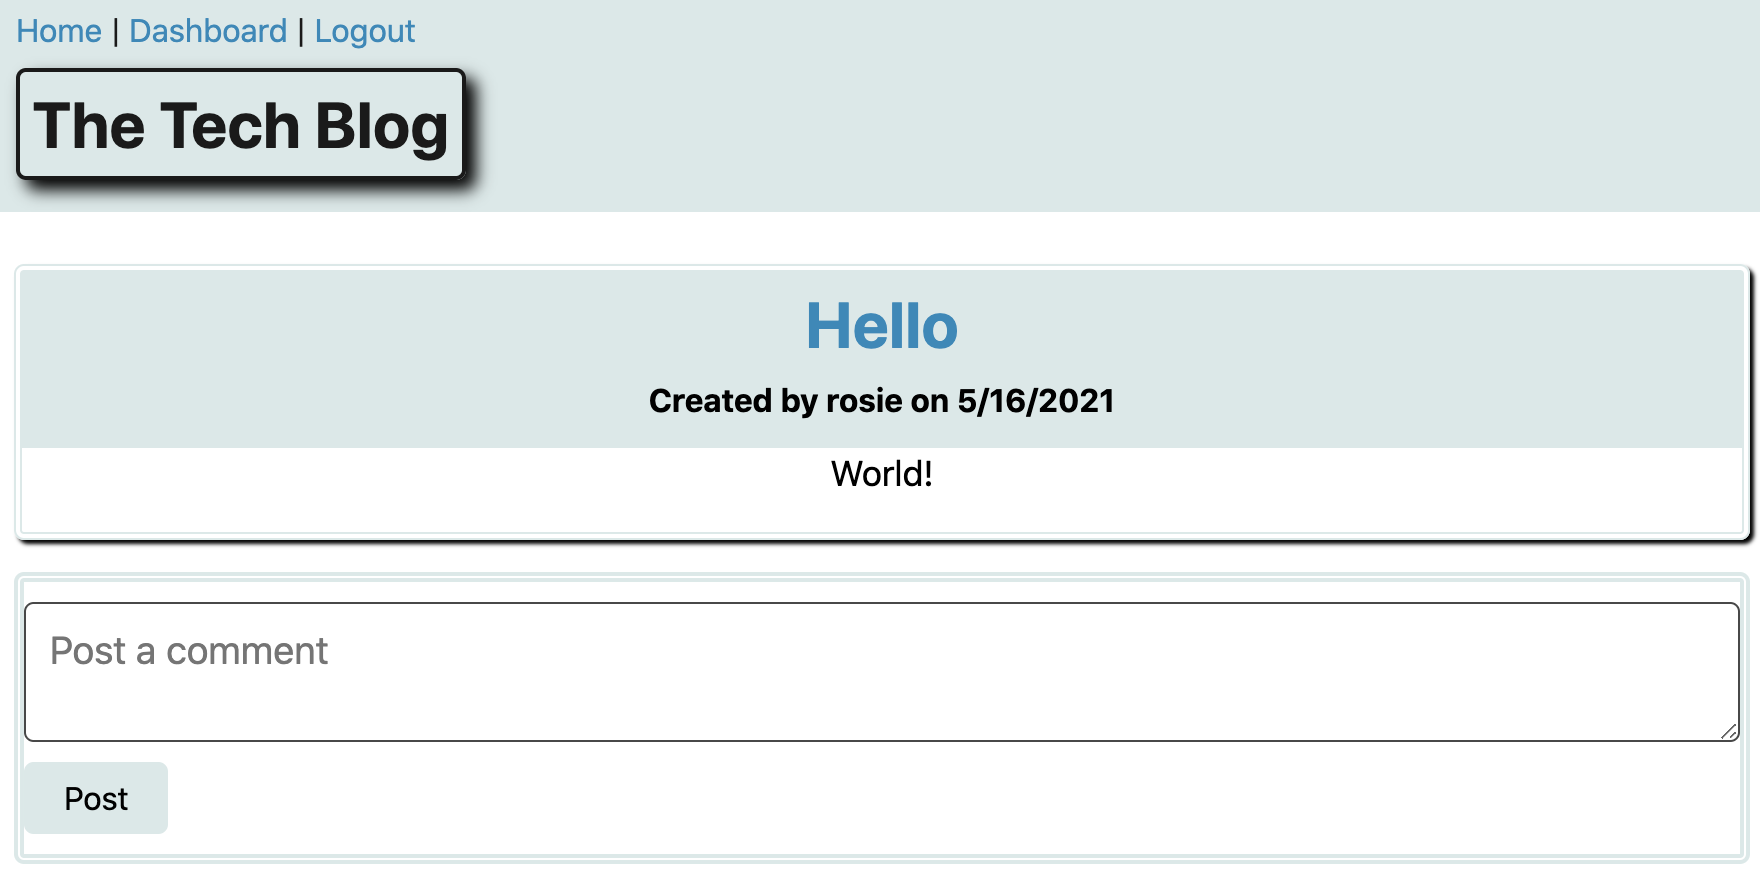 Home | Dashboard | Logout
The Tech Blog
Hello
Created by rosie on 5/16/2021
World!
Post a comment
Post